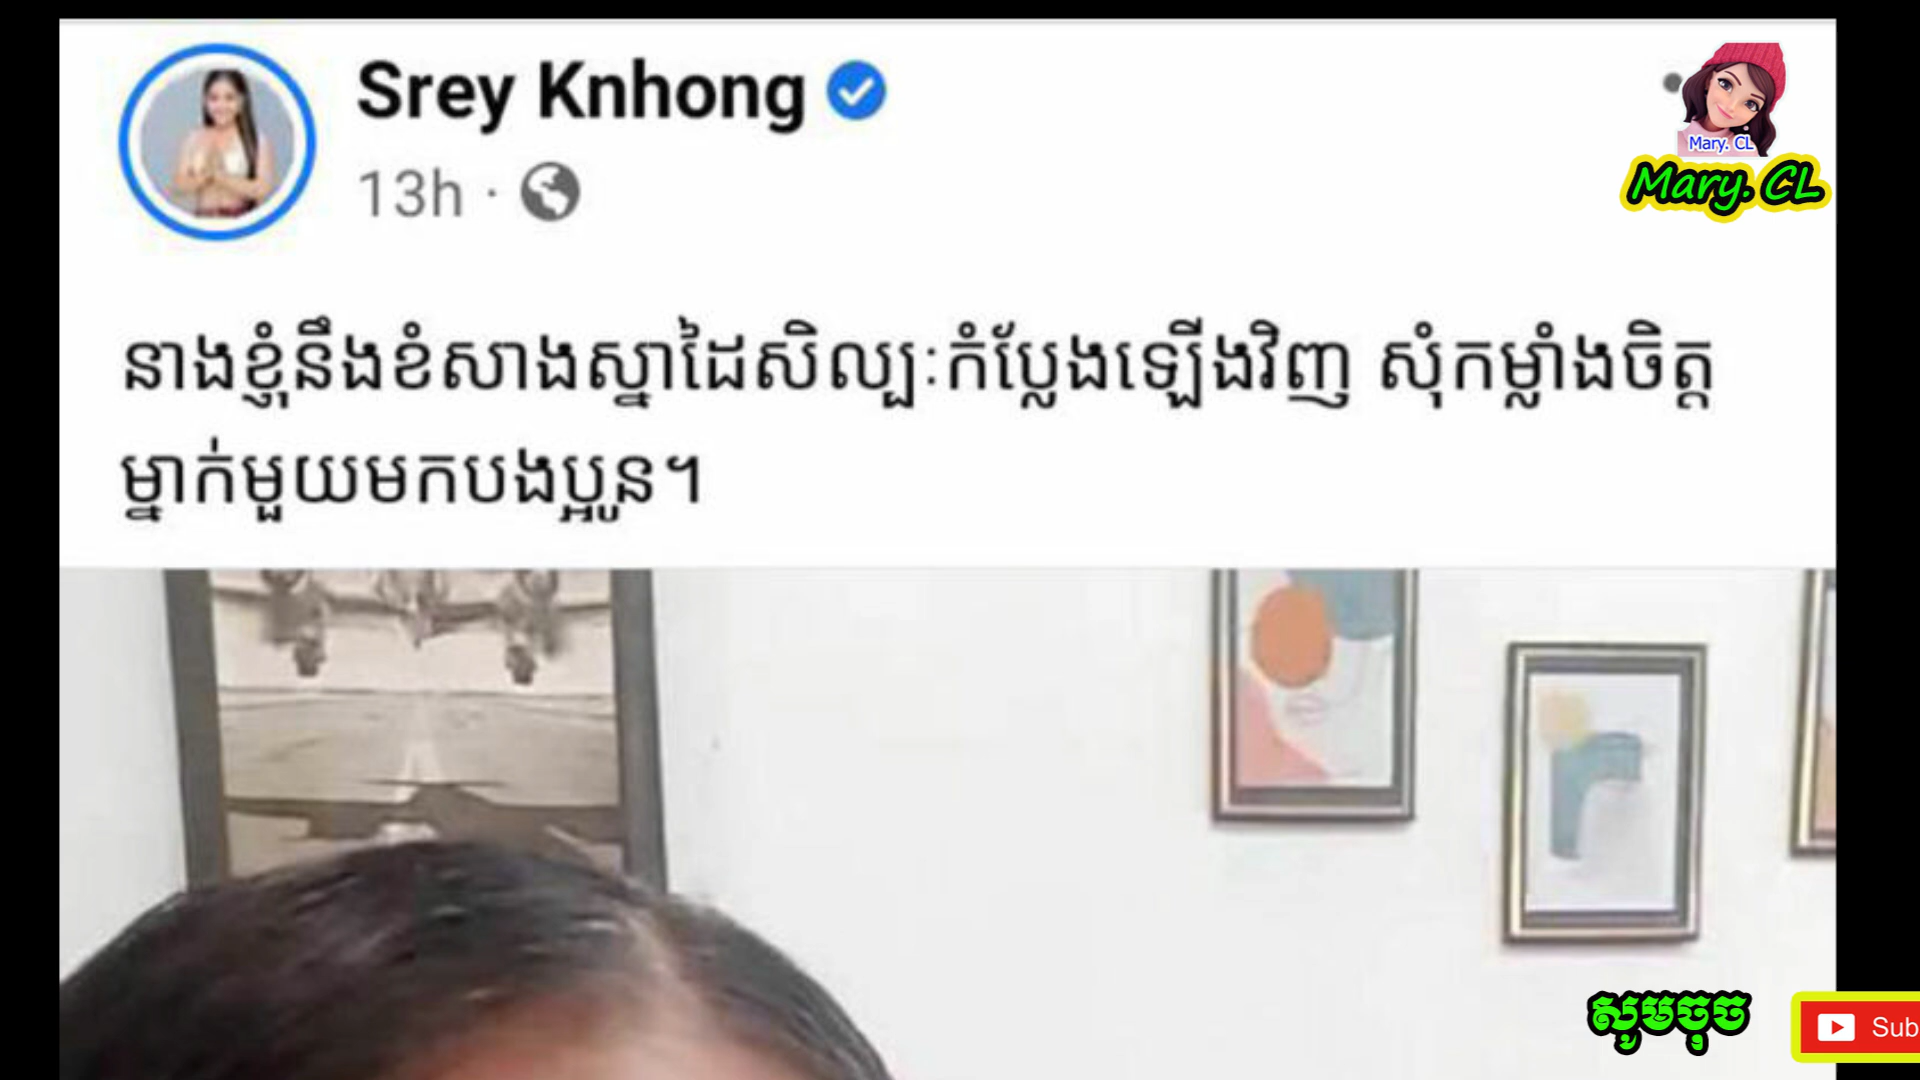 Srey Knhong
13h ·
Mary. CL
Mary. CL
នាងខ្ញុំនឹងខំសាងស្នាដៃសិល្បៈកំប្លែងឡើងវិញ សុំកម្លាំងចិត្ត
ម្នាក់មួយមកបងប្អូន។
សូមចុច
Sub